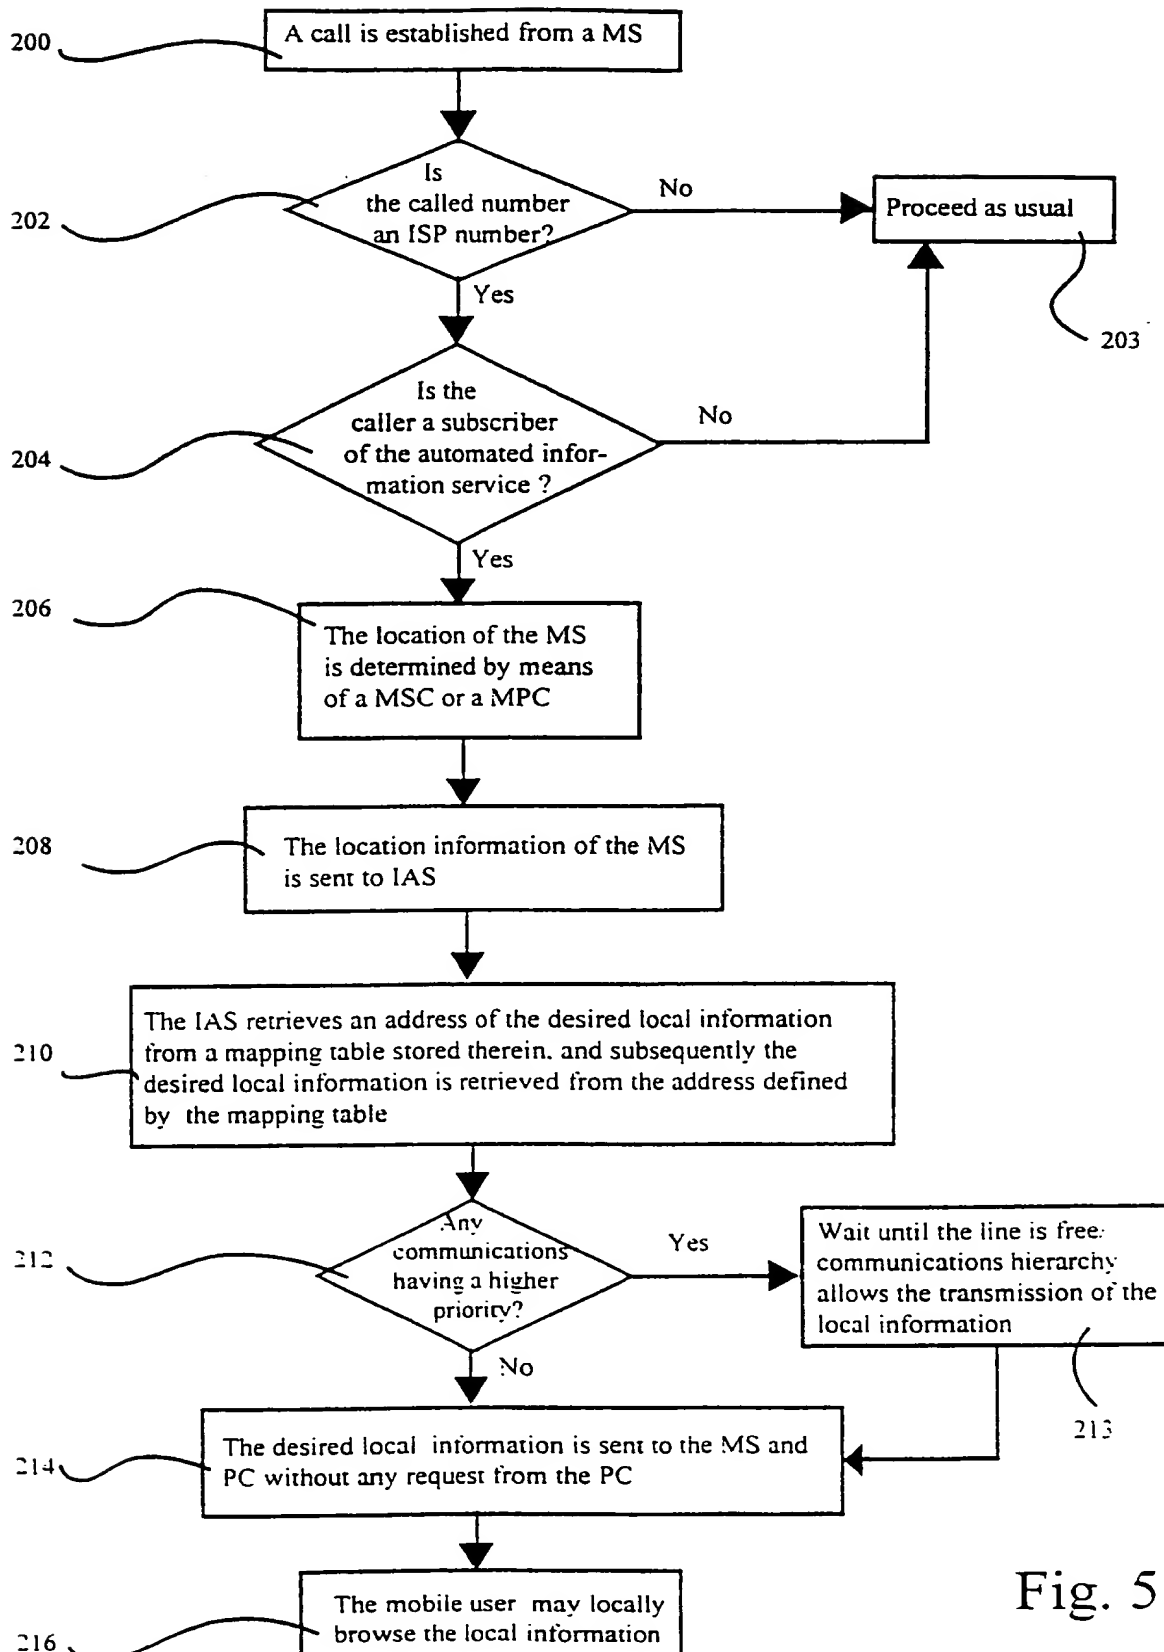 200
A call is established from a MS
202
Is
the called number
an ISP number?
No
Proceed as usual
203
Yes
204
Is the
caller a subscriber
of the automated infor-
mation service ?
No
Yes
206
The location of the MS
is determined by means
of a MSC or a MPC
208
The location information of the MS
is sent to IAS
210
The IAS retrieves an address of the desired local information
from a mapping table stored therein, and subsequently the
desired local information is retrieved from the address defined
by the mapping table
212
Any
communications
having a higher
priority?
Yes
Wait until the line is free/
communications hierarchy
allows the transmission of the
local information
213
No
214
The desired local information is sent to the MS and
PC without any request from the PC
216
The mobile user may locally
browse the local information
Fig. 5